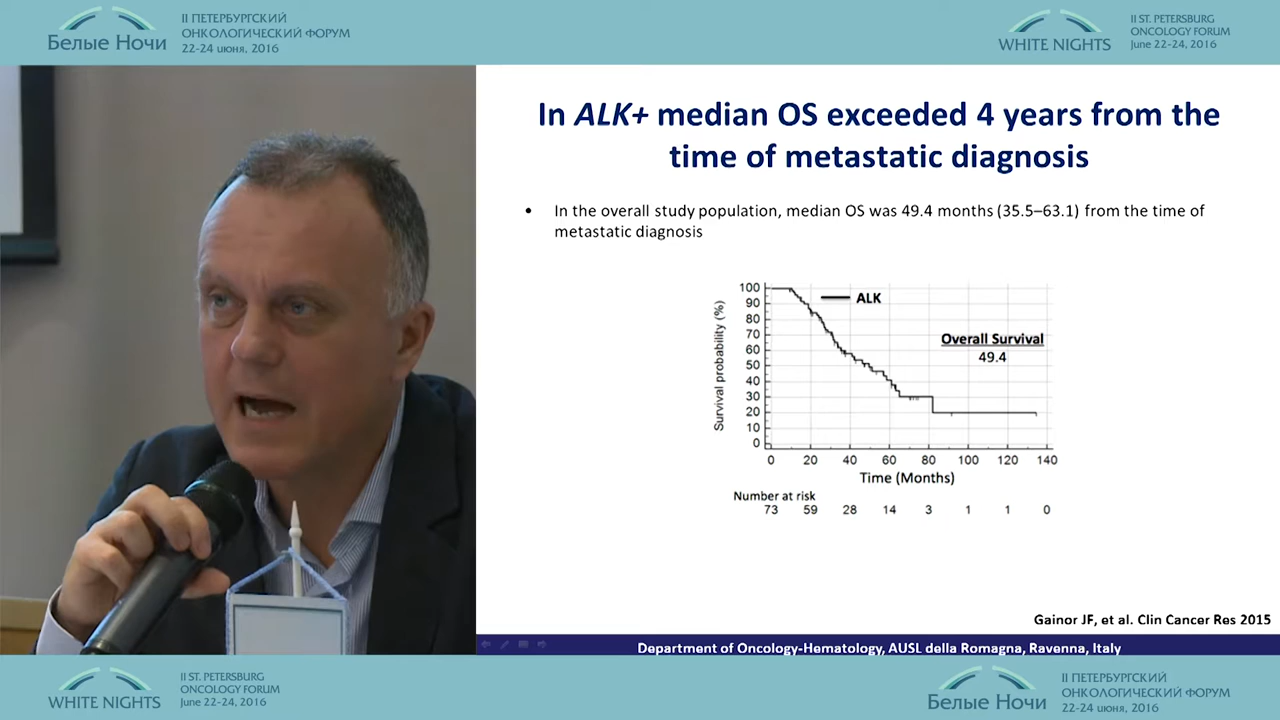 II ПЕТЕРБУРГСКИЙ
ОНКОЛОГИЧЕСКИЙ ФОРУМ
Белые Ночи
22-24 июня, 2016
II ST. PETERSBURG
ONCOLOGY FORUM
WHITE NIGHTS
June 22-24, 2016
In ALK+ median OS exceeded 4 years from the
time of metastatic diagnosis
• In the overall study population, median OS was 49.4 months (35.5–63.1) from the time of
metastatic diagnosis
Survival probability (%)
100
90
80
70
60
50
40
30
20
10
0
ALK
Overall Survival
49.4
0 20 40 60 80 100 120 140
Time (Months)
Number at risk
73 59 28 14 3 1 1 0
Gainor JF, et al. Clin Cancer Res 2015
Department of Oncology-Hematology, AUSL della Romagna, Ravenna, Italy
II ST. PETERSBURG
ONCOLOGY FORUM
WHITE NIGHTS
June 22-24, 2016
II ПЕТЕРБУРГСКИЙ
ОНКОЛОГИЧЕСКИЙ ФОРУМ
Белые Ночи
22-24 июня, 2016